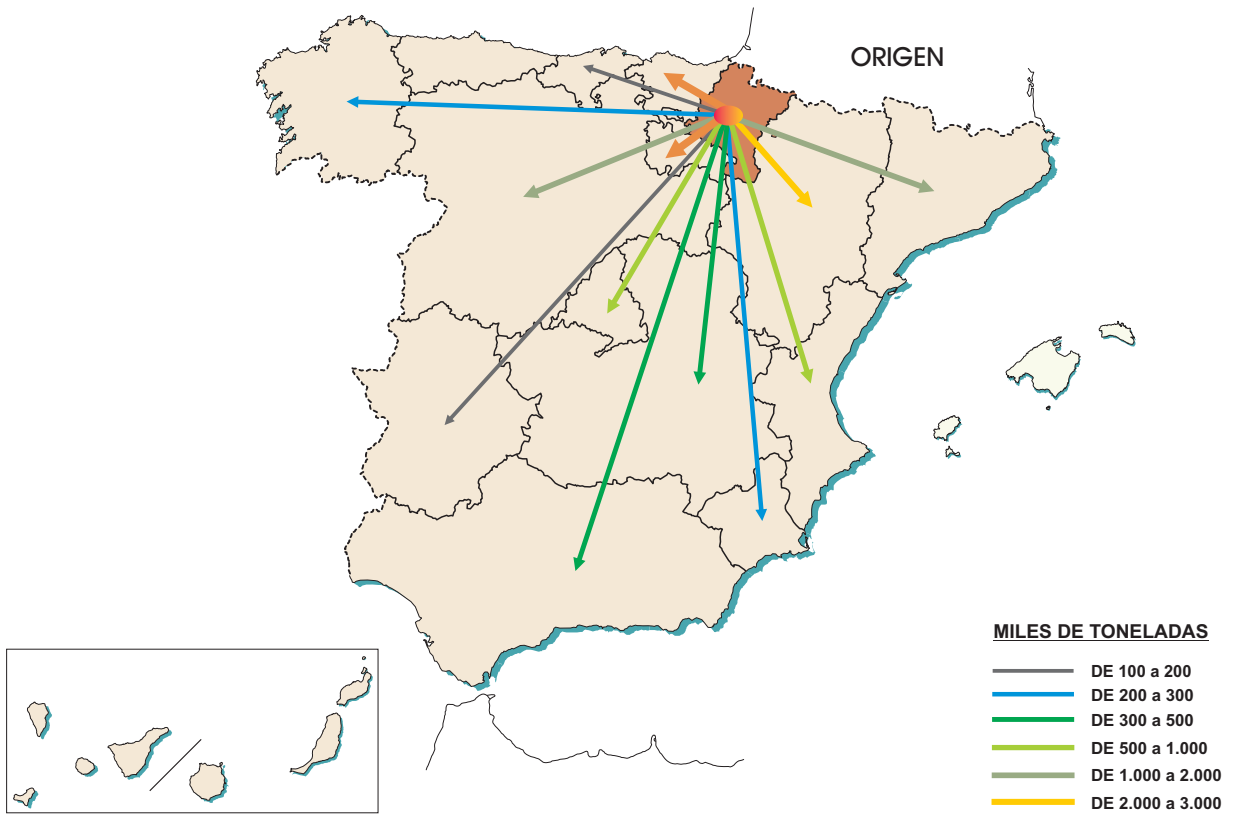 ORIGEN
MILES DE TONELADAS
DE 100 a 200
DE 200 a 300
DE 300 a 500
DE 500 a 1.000
DE 1.000 a 2.000
DE 2.000 a 3.000